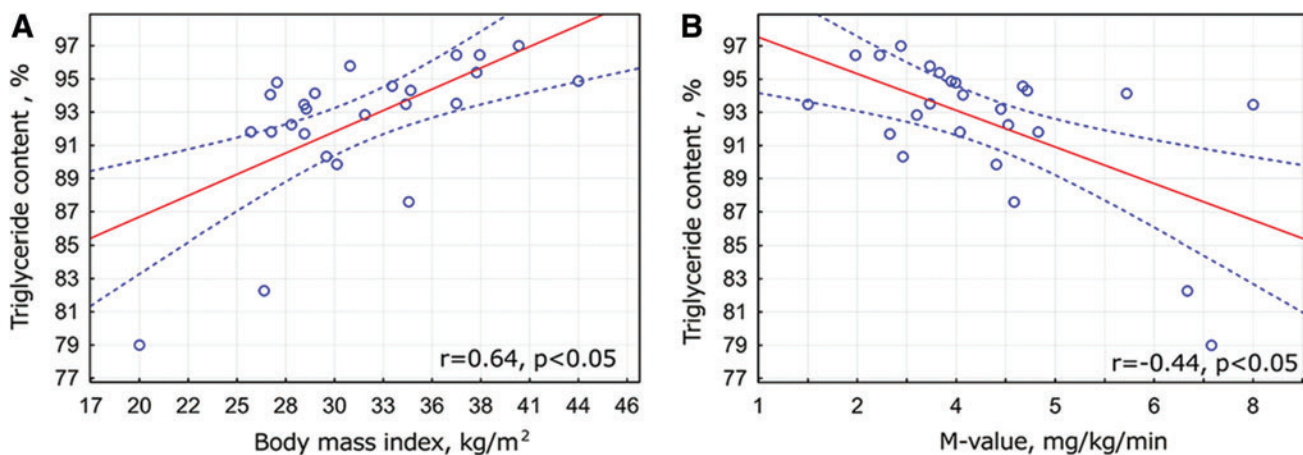 A
Triglyceride content , %
97
95
93
91
89
87
85
83
81
79
77
r=0.64, p<0.05
17 20 22 25 28 30 33 35 38 41 44 46
Body mass index, kg/m²
B
Triglyceride content, %
97
95
93
91
89
87
85
83
81
79
77
r=-0.44, p<0.05
1 2 4 5 6 8
M-value, mg/kg/min